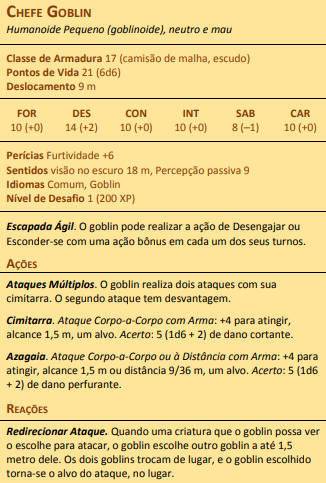 CHEFE GOBLIN
Humanoide Pequeno (goblinoide), neutro e mau
Classe de Armadura 17 (camisão de malha, escudo)
Pontos de Vida 21 (6d6)
Deslocamento 9 m
FOR DES CON INT SAB CAR
10 (+0) 14 (+2) 10 (+0) 10 (+0) 8 (–1) 10 (+0)
Perícias Furtividade +6
Sentidos visão no escuro 18 m, Percepção passiva 9
Idiomas Comum, Goblin
Nível de Desafio 1 (200 XP)
Escapada Ágil. O goblin pode realizar a ação de Desengajar ou
Esconder-se com uma ação bônus em cada um dos seus turnos.
AÇÕES
Ataques Múltiplos. O goblin realiza dois ataques com sua
cimitarra. O segundo ataque tem desvantagem.
Cimitarra. Ataque Corpo-a-Corpo com Arma: +4 para atingir,
alcance 1,5 m, um alvo. Acerto: 5 (1d6 + 2) de dano cortante.
Azagaia. Ataque Corpo-a-Corpo ou à Distância com Arma: +4 para
atingir, alcance 1,5 m ou distância 9/36 m, um alvo. Acerto: 5 (1d6
+ 2) de dano perfurante.
REAÇÕES
Redirecionar Ataque. Quando uma criatura que o goblin possa ver
o escolhe para atacar, o goblin escolhe outro goblin a até 1,5
metro dele. Os dois goblins trocam de lugar, e o goblin escolhido
torna-se o alvo do ataque, no lugar.